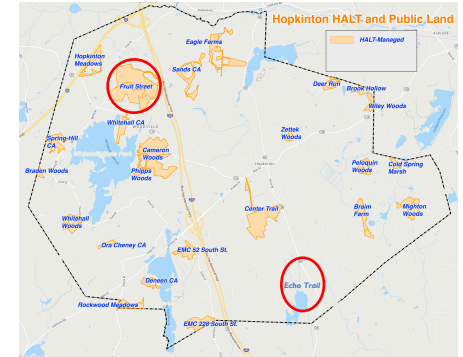 Hopkinton HALT and Public Land
HALT-Managed
Eagle Farms
Hopkinton
Meadows
Sands CA
Fruit Street
Deer Run
Brook Hollow
Wiley Woods
Whitehall CA
Spring-Hill
CA
Zettek
Woods
Cameron
Woods
Braden Woods
Phipps
Woods
Peloquin
Woods
Cold Spring
Marsh
Whitehall
Woods
Center Trail
Hopkinton
Braim
Farm
Mighton
Woods
Ora Cheney CA
EMC 52 South St.
Deneen CA
Echo Trail
Rockwood Meadows
EMC 228 South St.